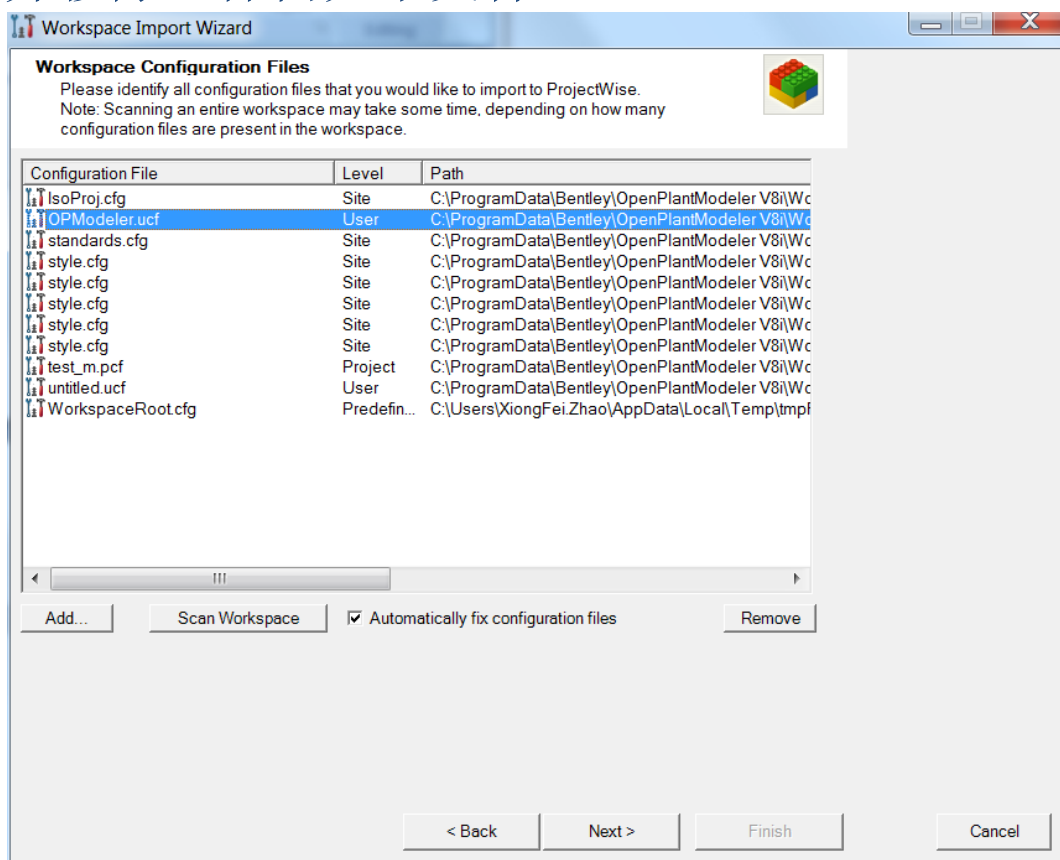 Workspace Import Wizard
Workspace Configuration Files
Please identify all configuration files that you would like to import to ProjectWise.
Note: Scanning an entire workspace may take some time, depending on how many
configuration files are present in the workspace.
Configuration File Level Path
IsoProj.cfg Site C:\ProgramData\Bentley\OpenPlantModeler V8i\Wo
OPModeler.ucf User C:\ProgramData\Bentley\OpenPlantModeler V8i\Wo
standards.cfg Site C:\ProgramData\Bentley\OpenPlantModeler V8i\Wo
style.cfg Site C:\ProgramData\Bentley\OpenPlantModeler V8i\Wo
style.cfg Site C:\ProgramData\Bentley\OpenPlantModeler V8i\Wo
style.cfg Site C:\ProgramData\Bentley\OpenPlantModeler V8i\Wo
style.cfg Site C:\ProgramData\Bentley\OpenPlantModeler V8i\Wo
style.cfg Site C:\ProgramData\Bentley\OpenPlantModeler V8i\Wo
test_m.pcf Project C:\ProgramData\Bentley\OpenPlantModeler V8i\Wo
untitled.ucf User C:\ProgramData\Bentley\OpenPlantModeler V8i\Wo
WorkspaceRoot.cfg Predefin... C:\Users\XiongFei.Zhao\AppData\Local\Temp\tmpF
Add... Scan Workspace Automatically fix configuration files Remove
< Back Next > Finish Cancel